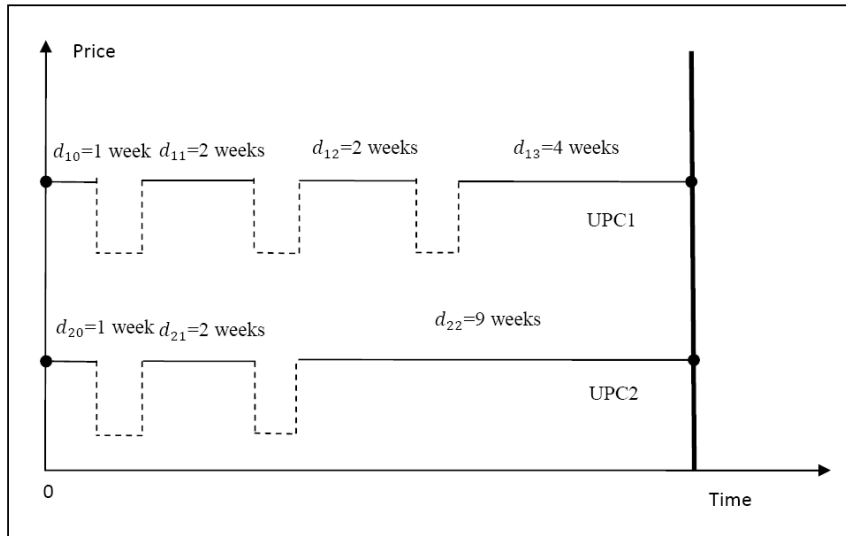 Price
d₁₀=1 week d₁₁=2 weeks d₁₂=2 weeks d₁₃=4 weeks
UPC1
d₂₀=1 week d₂₁=2 weeks d₂₂=9 weeks
UPC2
0
Time